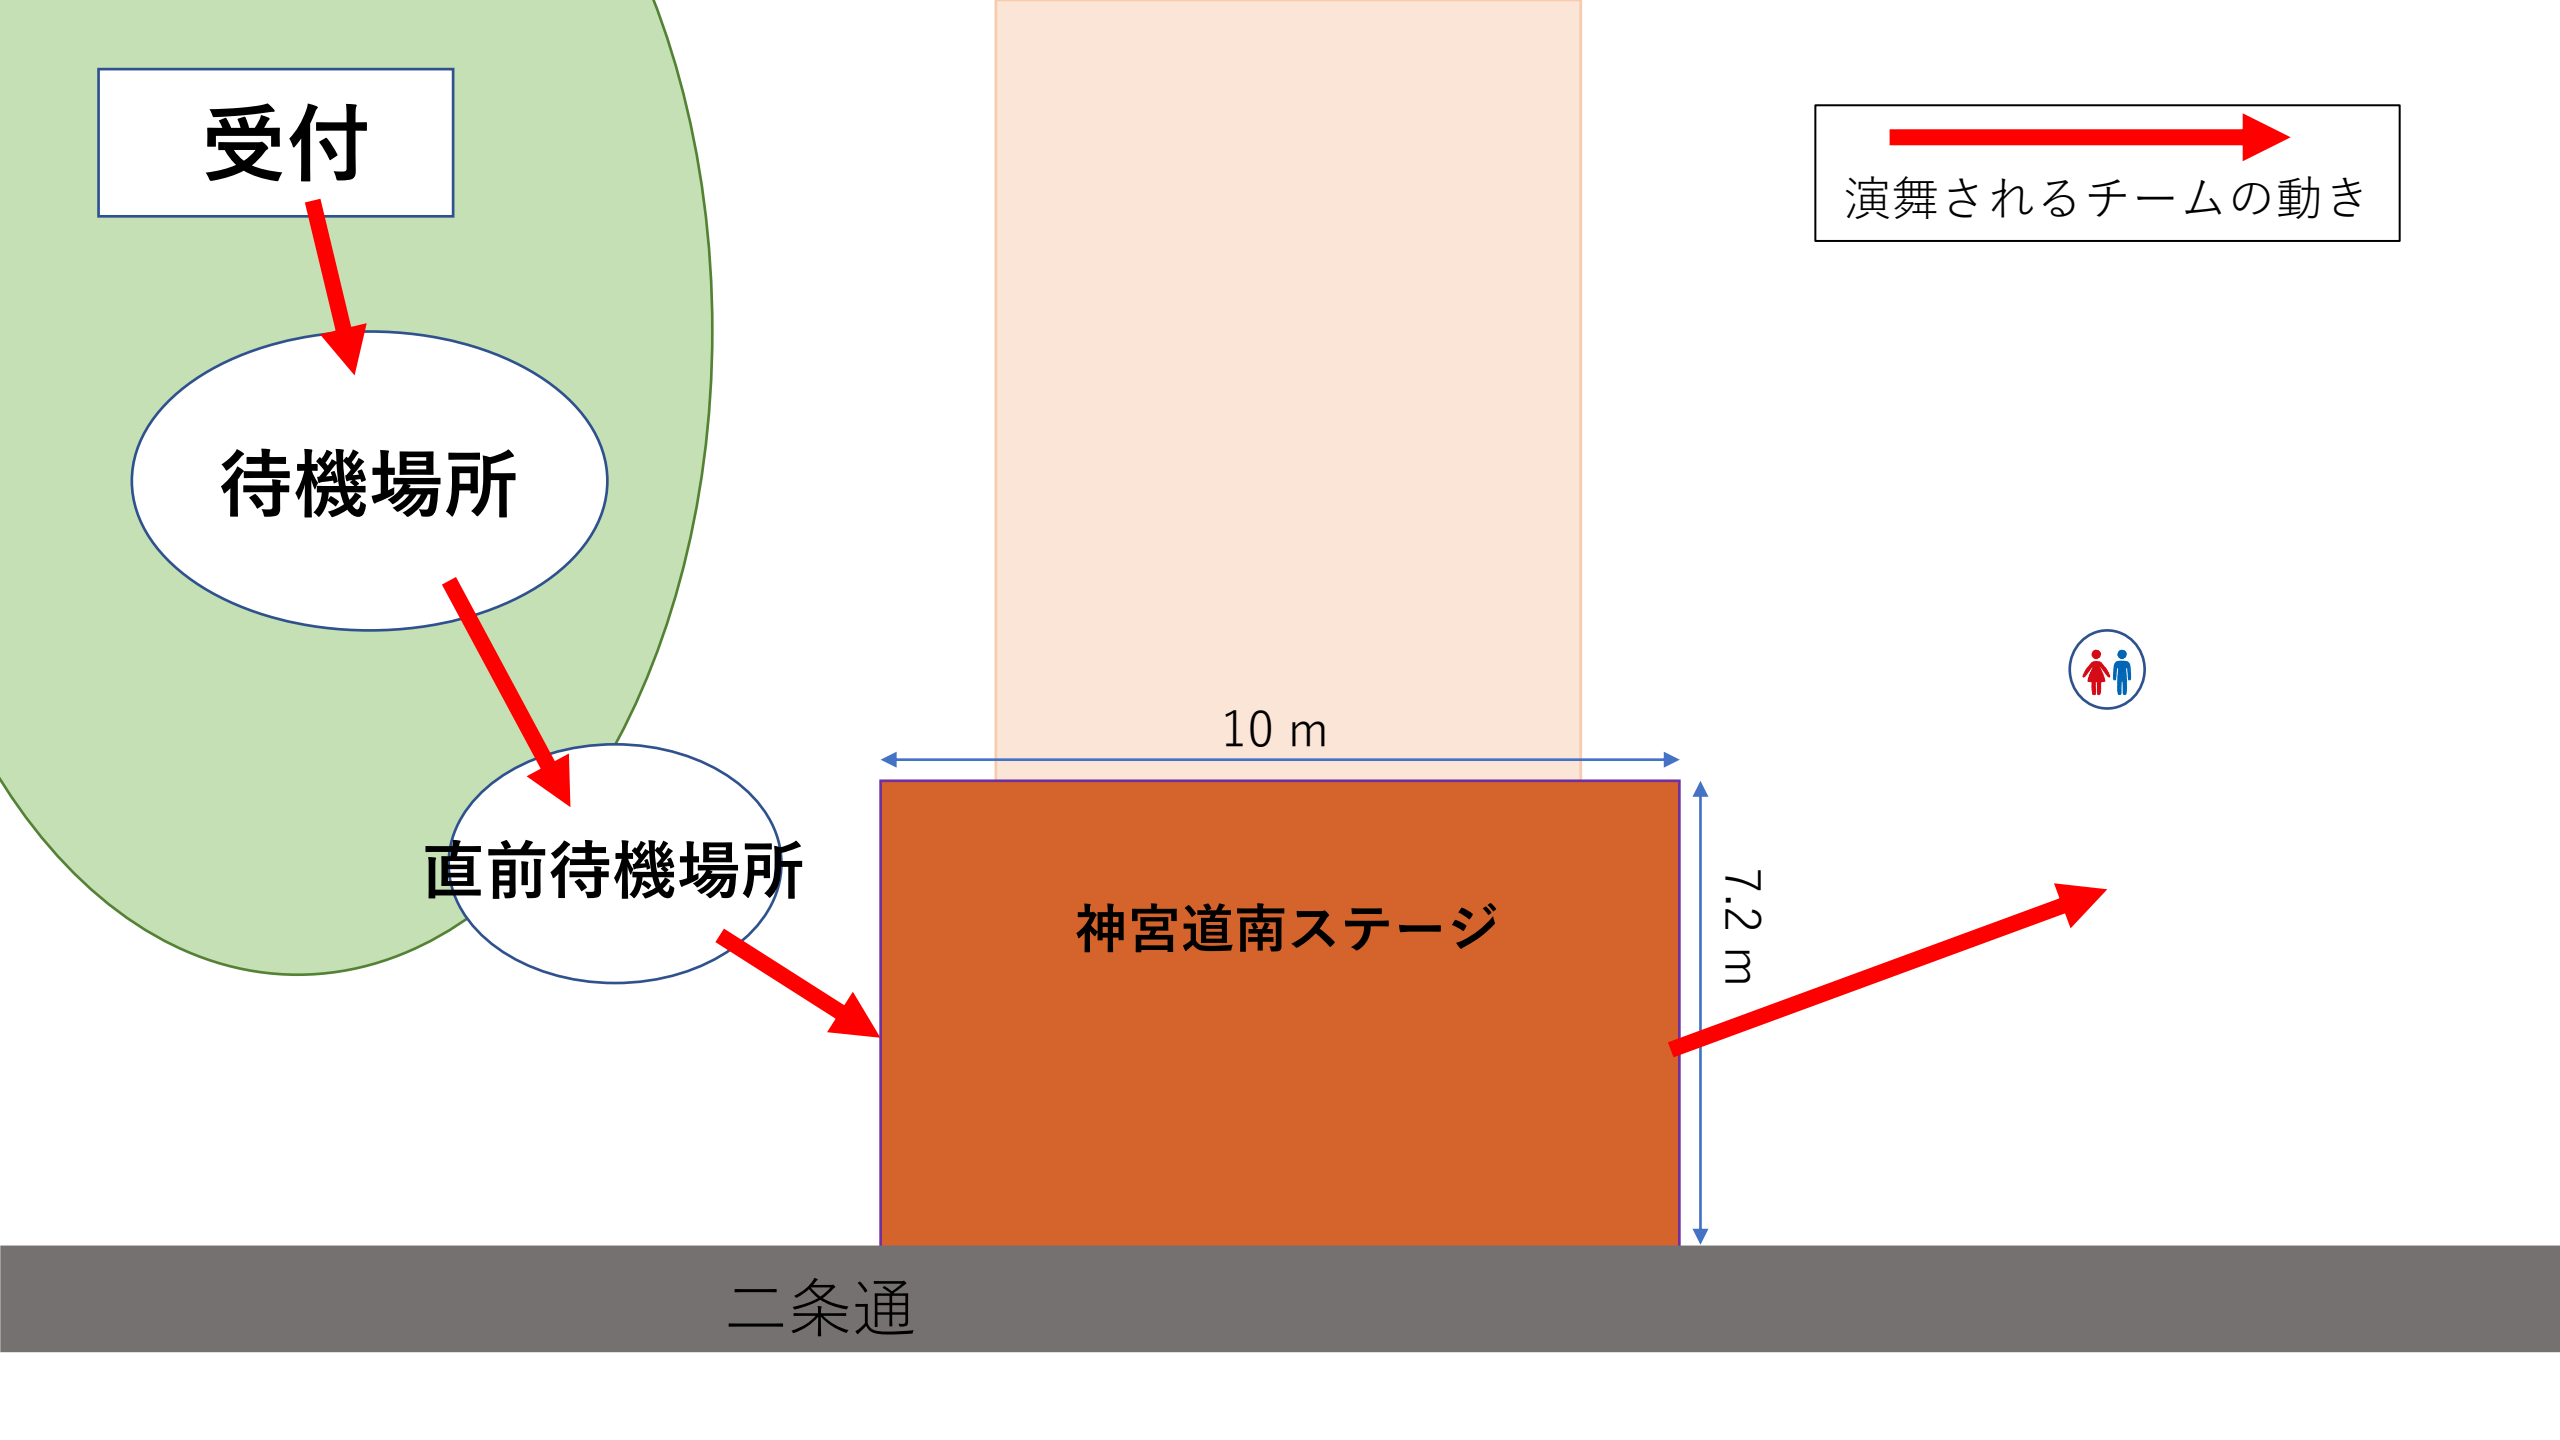 受付
演舞されるチームの動き
待機場所
10 m
直前待機場所
神宮道南ステージ
7.2 m
二条通